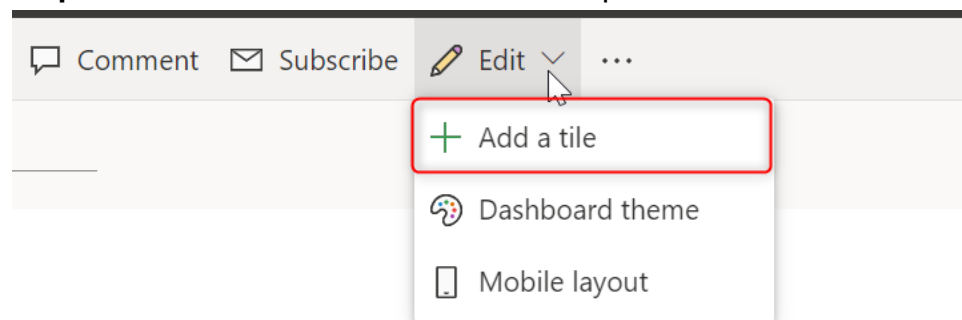 Comment Subscribe Edit ...
Add a tile
Dashboard theme
Mobile layout